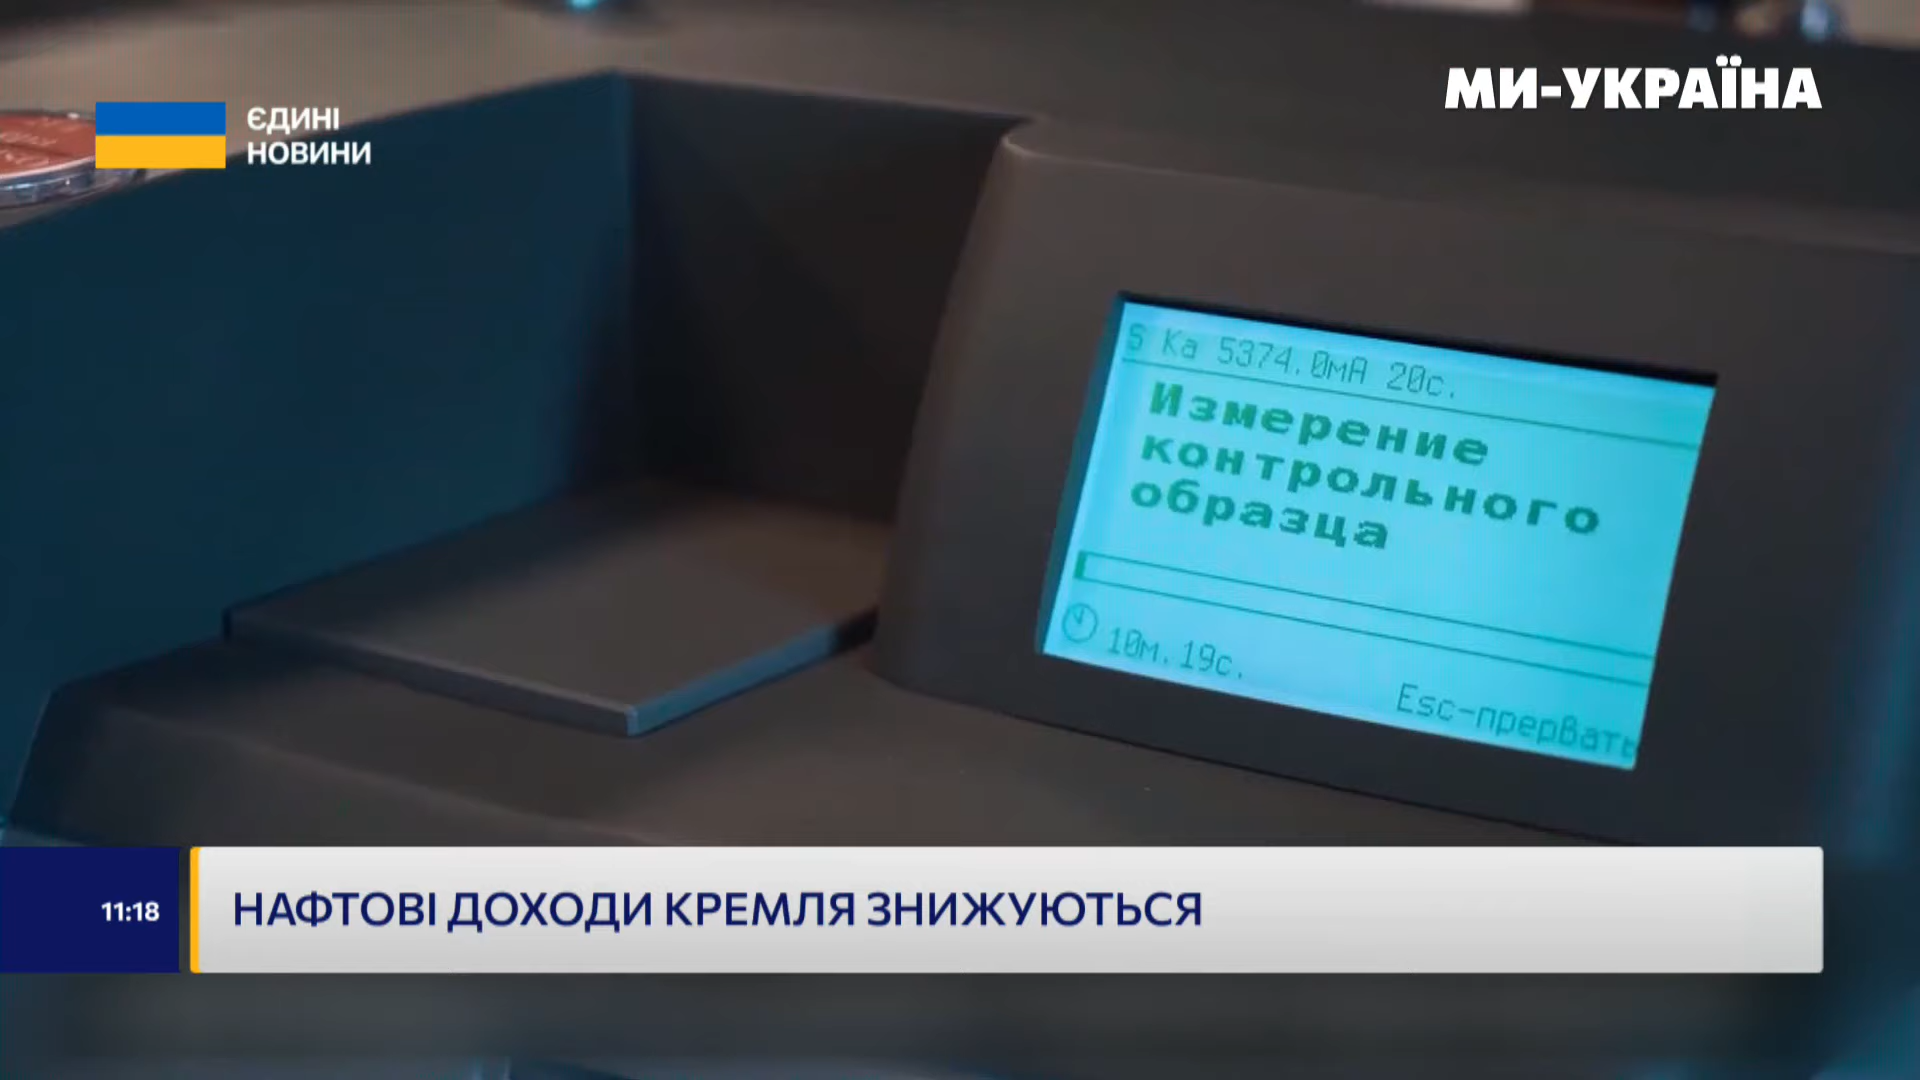 ЄДИНІ
НОВИНИ
МИ-УКРАЇНА
S Ka 5374.0мА 20с.
Измерение
контрольного
образца
10м.19с.
Esc-прервать
11:18
НАФТОВІ ДОХОДИ КРЕМЛЯ ЗНИЖУЮТЬСЯ